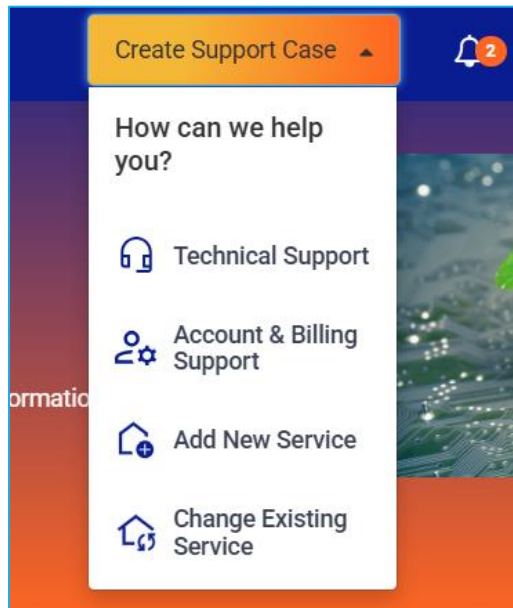 Create Support Case
2
How can we help
you?
Technical Support
Account & Billing
Support
ormatio
Add New Service
Change Existing
Service